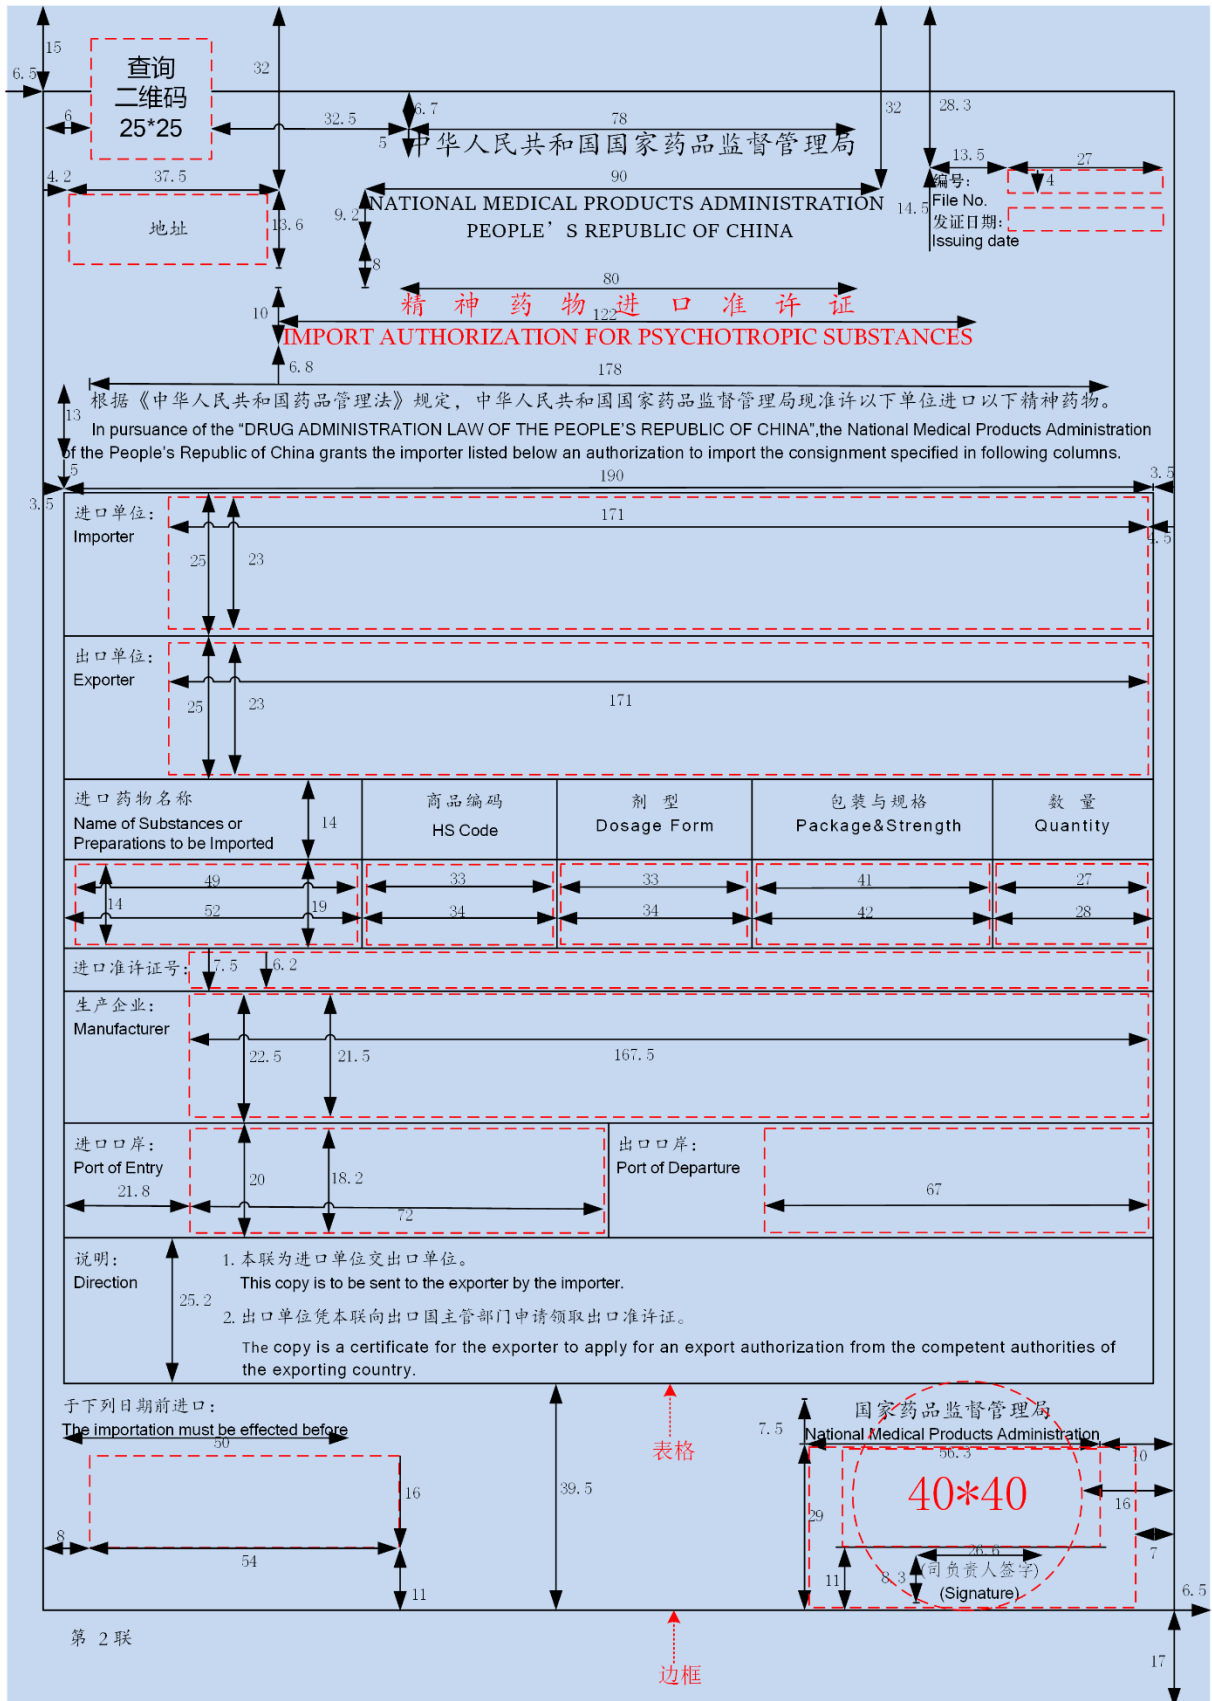 15
6.5
查询
二维码
25*25
6
32
32.5
6.7
5
78
中华人民共和国国家药品监督管理局
32
28.3
13.5
27
4.2
37.5
90
编号:
4
File No.
14.5
发证日期:
Issuing date
地址
13.6
9.2
NATIONAL MEDICAL PRODUCTS ADMINISTRATION
PEOPLE’S REPUBLIC OF CHINA
8
80
10
精神药物进口准许证
122
IMPORT AUTHORIZATION FOR PSYCHOTROPIC SUBSTANCES
6.8
178
13
根据《中华人民共和国药品管理法》规定，中华人民共和国国家药品监督管理局现准许以下单位进口以下精神药物。
In pursuance of the “DRUG ADMINISTRATION LAW OF THE PEOPLE’S REPUBLIC OF CHINA”,the National Medical Products Administration
of the People’s Republic of China grants the importer listed below an authorization to import the consignment specified in following columns.
5
190
3.5
3.5
进口单位:
Importer
171
4.5
25
23
出口单位:
Exporter
171
25
23
进口药物名称
Name of Substances or
Preparations to be Imported
14
商品编码
HS Code
剂 型
Dosage Form
包装与规格
Package&Strength
数 量
Quantity
49
33
33
41
27
14
52
19
34
34
42
28
进口准许证号:
7.5
6.2
生产企业:
Manufacturer
22.5
21.5
167.5
进口口岸:
Port of Entry
21.8
20
18.2
72
出口口岸:
Port of Departure
67
说明:
Direction
25.2
1. 本联为进口单位交出口单位。
This copy is to be sent to the exporter by the importer.
2. 出口单位凭本联向出口国主管部门申请领取出口准许证。
The copy is a certificate for the exporter to apply for an export authorization from the competent authorities of
the exporting country.
于下列日期前进口:
The importation must be effected before
50
16
8
54
11
39.5
表格
7.5
国家药品监督管理局
National Medical Products Administration
56.3
10
40*40
16
29
7
26.6
11
8.3
(司负责人签字)
(Signature)
6.5
第 2联
边框
17